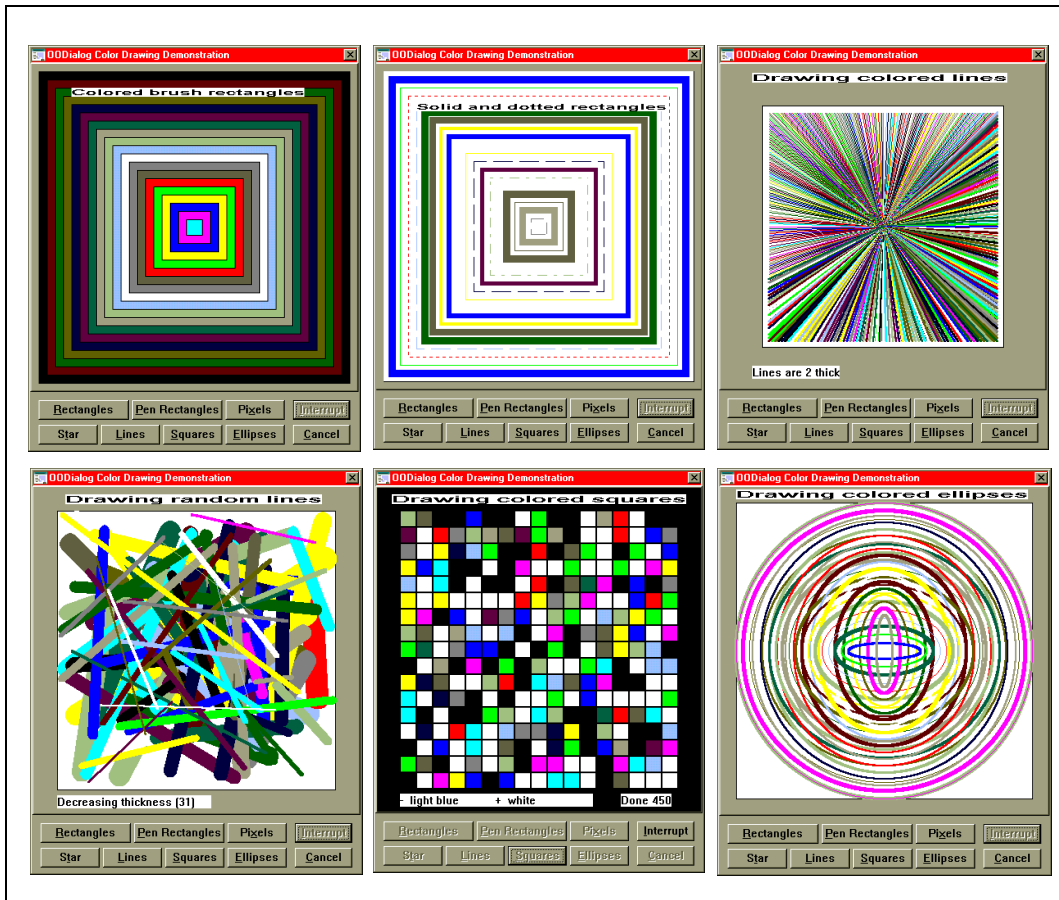 OODialog Color Drawing Demonstration
Colored brush rectangles
Rectangles Pen Rectangles Pixels Interrupt
Star Lines Squares Ellipses Cancel
OODialog Color Drawing Demonstration
Solid and dotted rectangles
Rectangles Pen Rectangles Pixels Interrupt
Star Lines Squares Ellipses Cancel
OODialog Color Drawing Demonstration
Drawing colored lines
Lines are 2 thick
Rectangles Pen Rectangles Pixels Interrupt
Star Lines Squares Ellipses Cancel
OODialog Color Drawing Demonstration
Drawing random lines
Decreasing thickness (31)
Rectangles Pen Rectangles Pixels Interrupt
Star Lines Squares Ellipses Cancel
OODialog Color Drawing Demonstration
Drawing colored squares
- light blue + white Done 450
Rectangles Pen Rectangles Pixels Interrupt
Star Lines Squares Ellipses Cancel
OODialog Color Drawing Demonstration
Drawing colored ellipses
Rectangles Pen Rectangles Pixels Interrupt
Star Lines Squares Ellipses Cancel